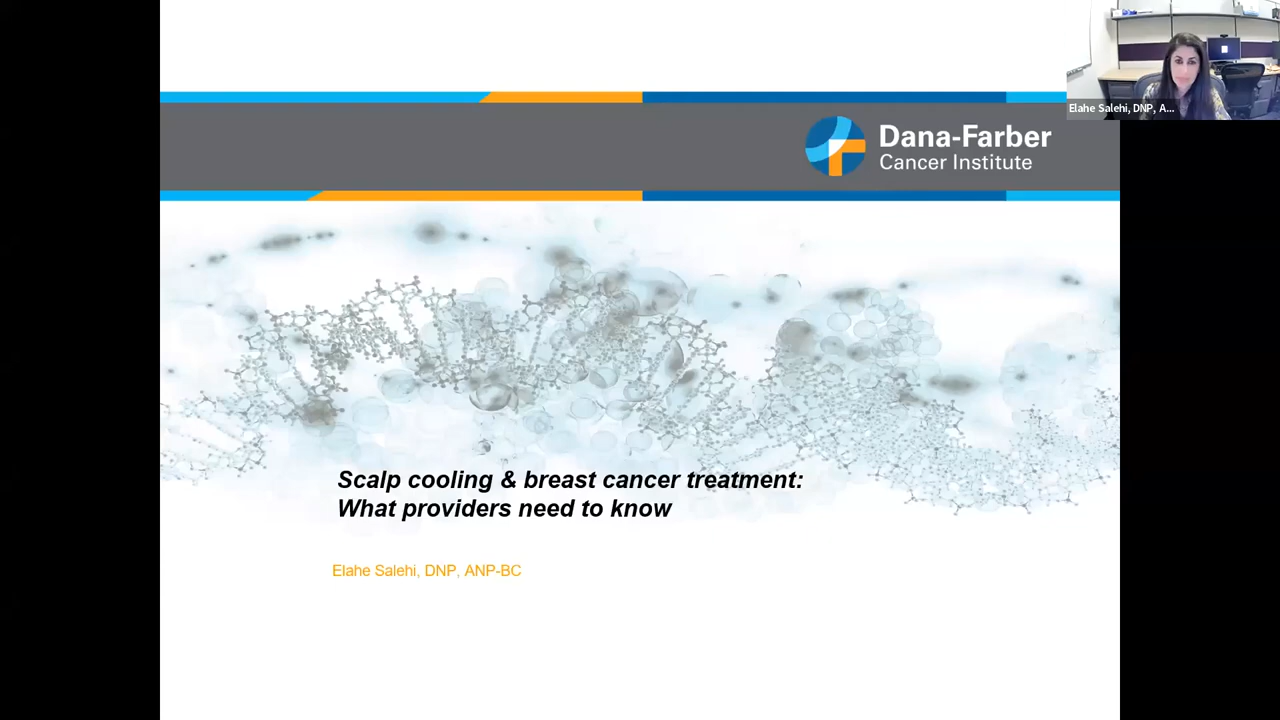 Elahe Salehi, DNP, A...
Dana-Farber
Cancer Institute
Scalp cooling & breast cancer treatment:
What providers need to know
Elahe Salehi, DNP, ANP-BC